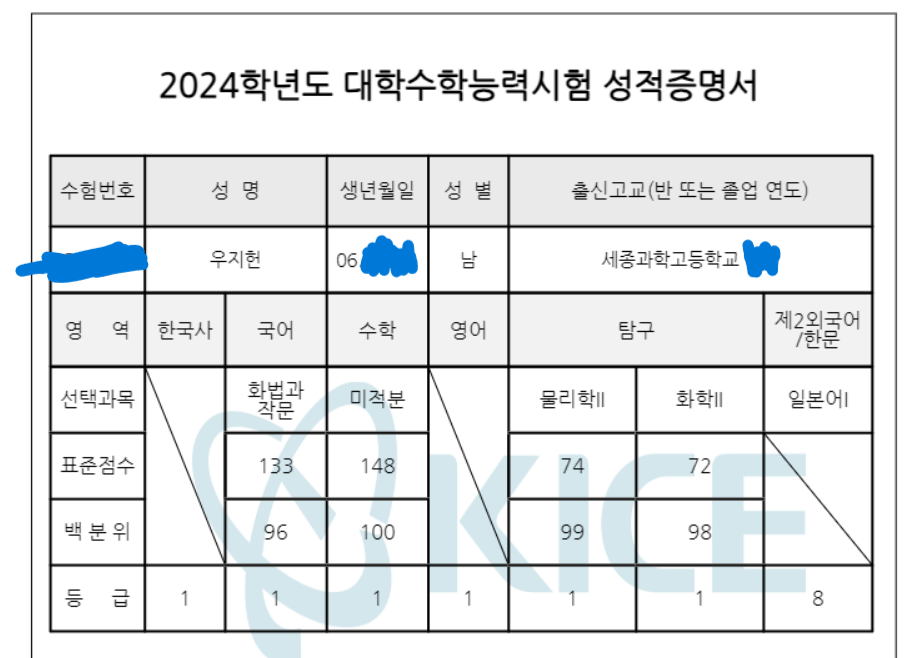 2024학년도 대학수학능력시험 성적증명서
수험번호 성 명 생년월일 성 별 출신고교(반 또는 졸업 연도)
우지헌 06 남 세종과학고등학교
영 역 한국사 국어 수학 영어 탐구 제2외국어
/한문
선택과목 화법과
작문 미적분 물리학II 화학II 일본어I
표준점수 133 148 74 72
백 분 위 96 100 99 98
등 급 1 1 1 1 1 1 8
KICE